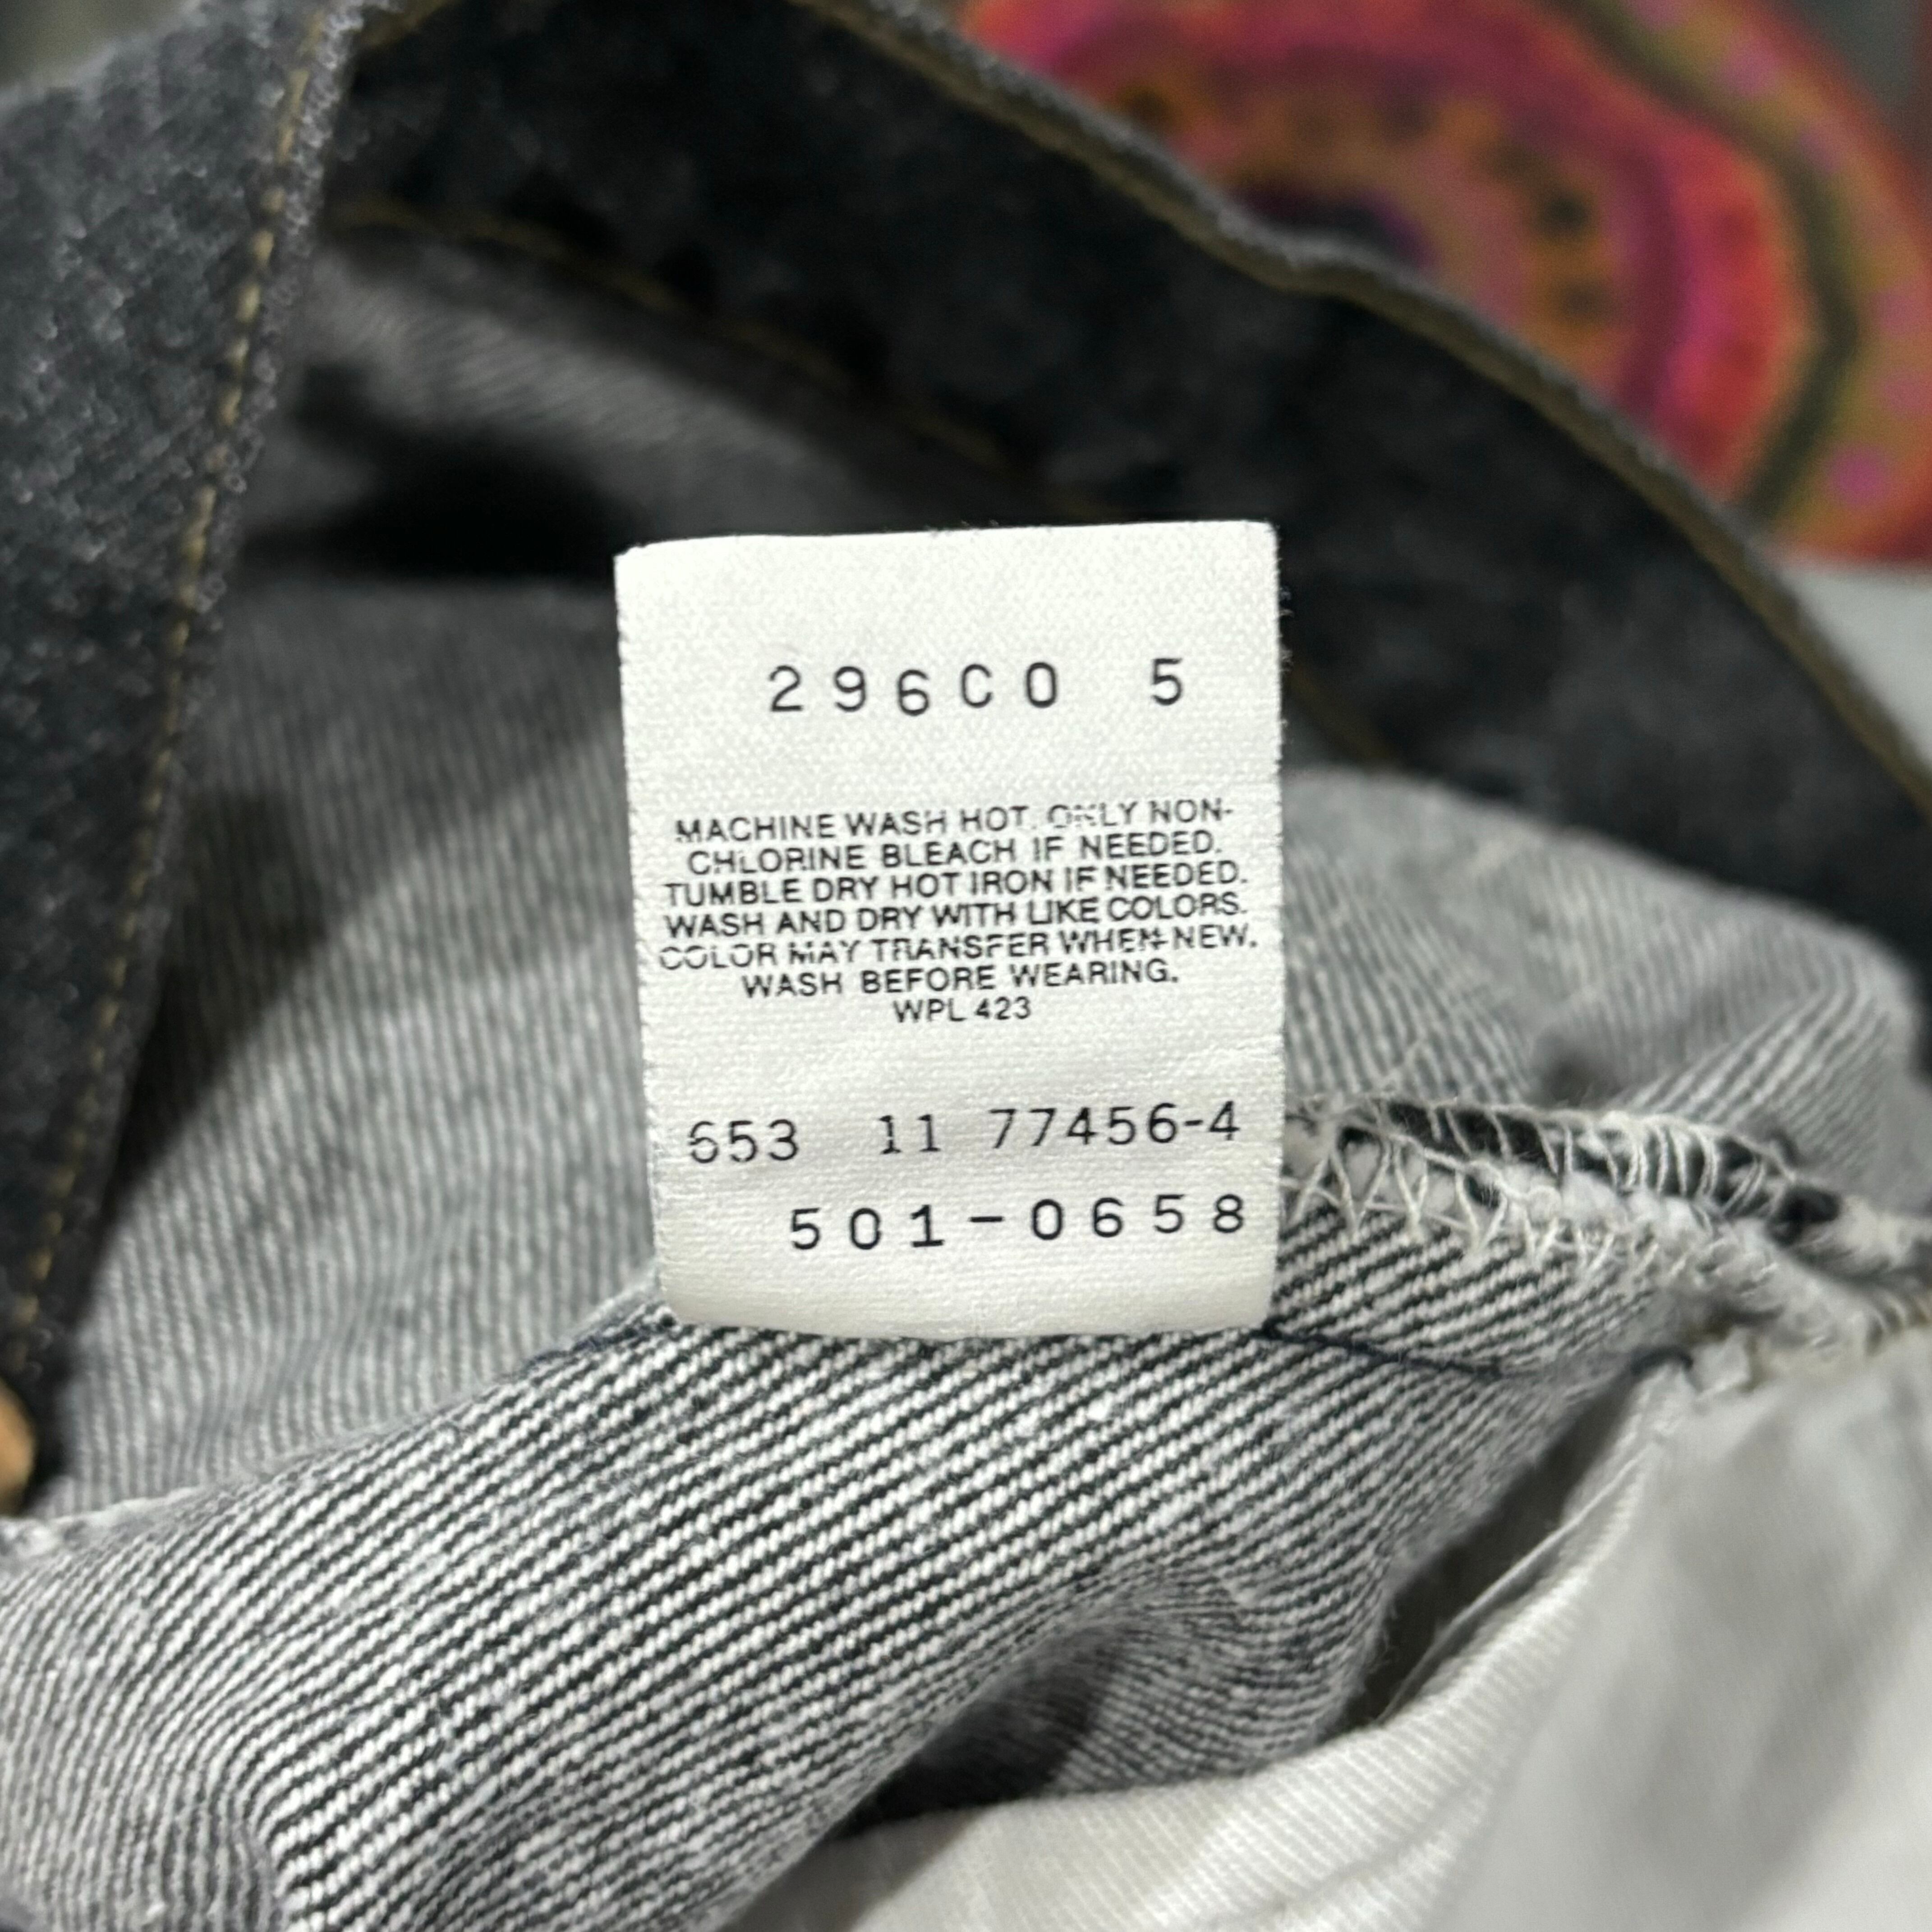 296C0 5
MACHINE WASH HOT. ONLY NON-
CHLORINE BLEACH IF NEEDED.
TUMBLE DRY HOT IRON IF NEEDED.
WASH AND DRY WITH LIKE COLORS.
COLOR MAY TRANSFER WHEN NEW.
WASH BEFORE WEARING.
WPL 423
653 11 77456-4
501-0658